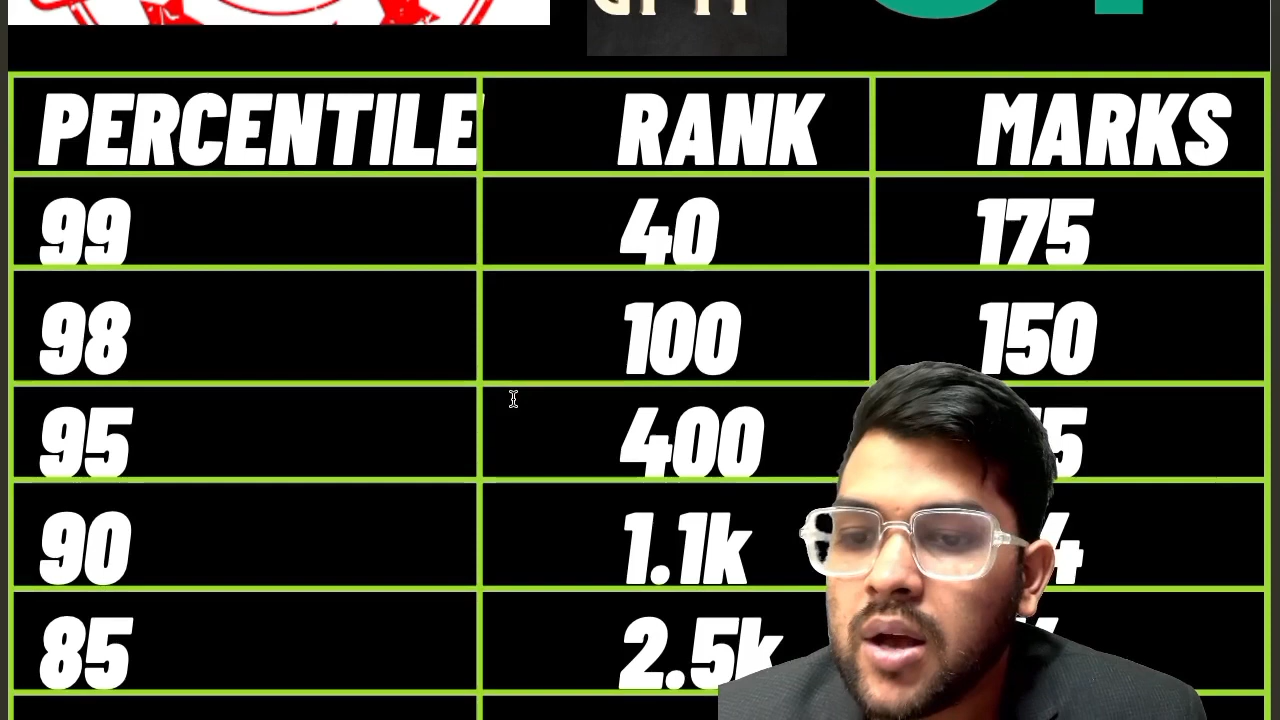 PERCENTILE RANK MARKS
99 40 175
98 100 150
95 400
90 1.1k
85 2.5k